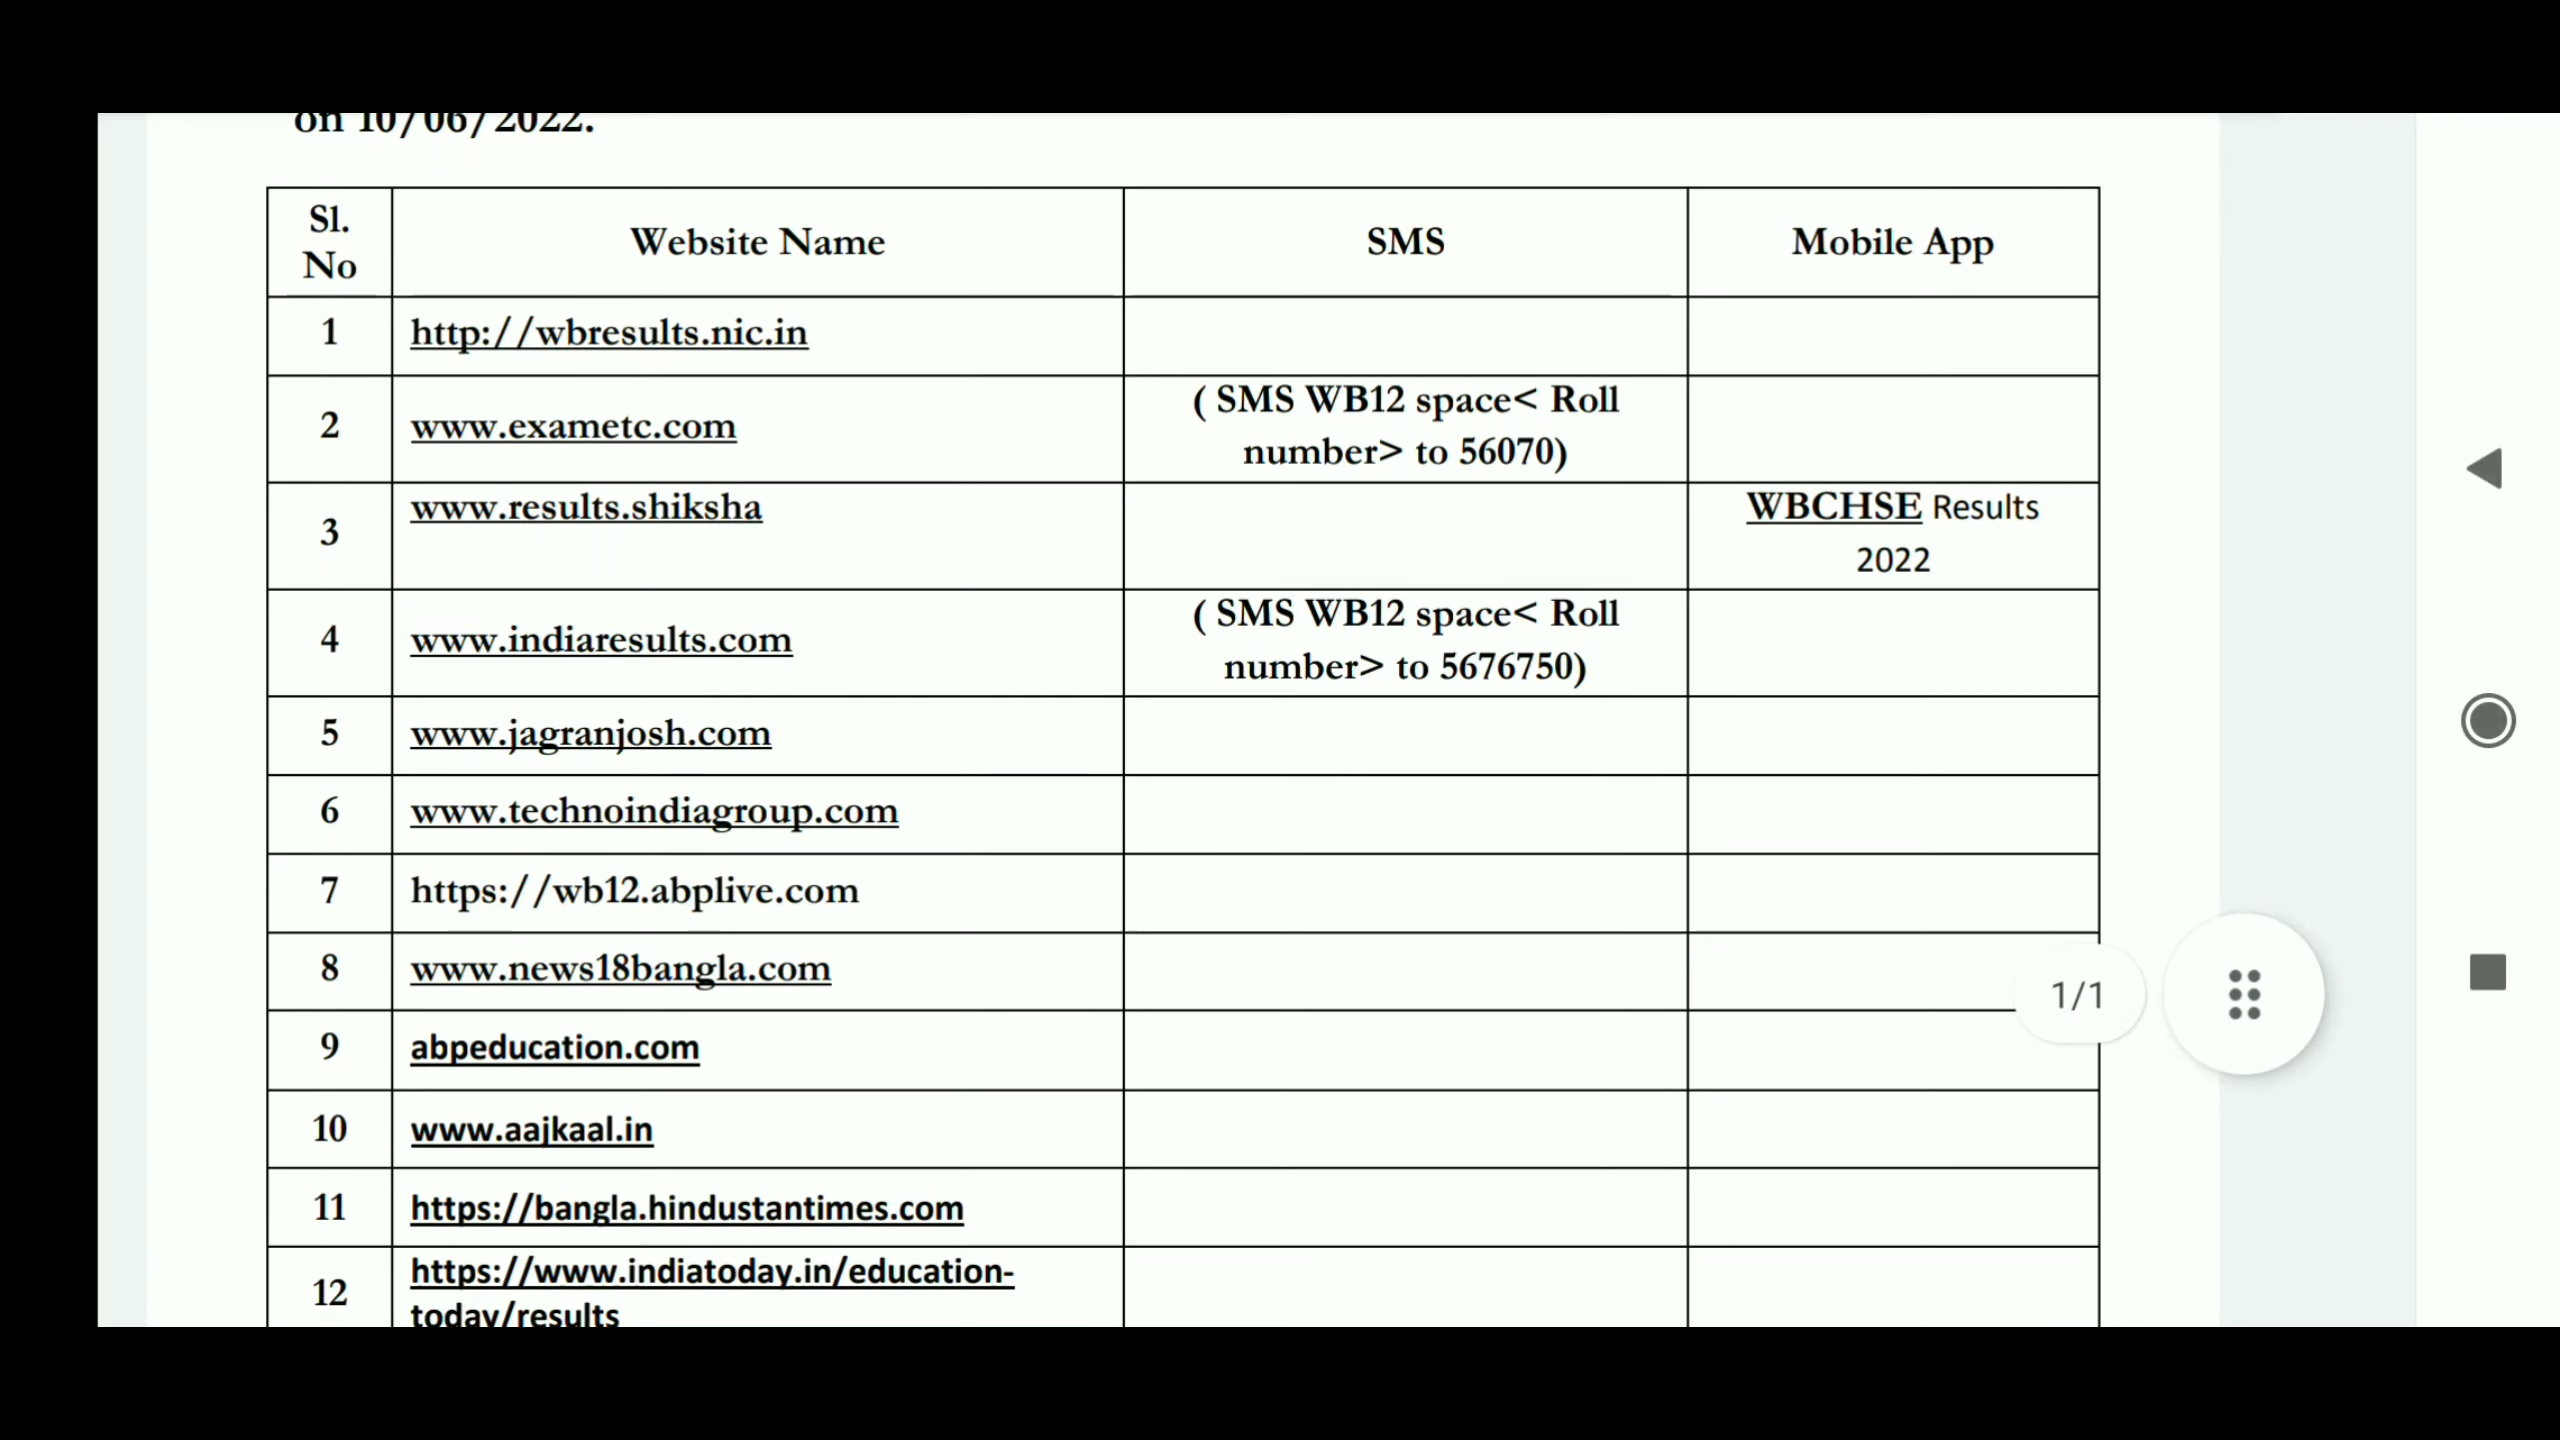 on 10/06/2022.
Sl.
No
Website Name
SMS
Mobile App
1
http://wbresults.nic.in
2
www.exametc.com
( SMS WB12 space< Roll
number> to 56070)
3
www.results.shiksha
WBCHSE Results
2022
4
www.indiaresults.com
( SMS WB12 space< Roll
number> to 5676750)
5
www.jagranjosh.com
6
www.technoindiagroup.com
7
https://wb12.abplive.com
8
www.news18bangla.com
1/1
9
abpeducation.com
10
www.aajkaal.in
11
https://bangla.hindustantimes.com
12
https://www.indiatoday.in/education-
today/results